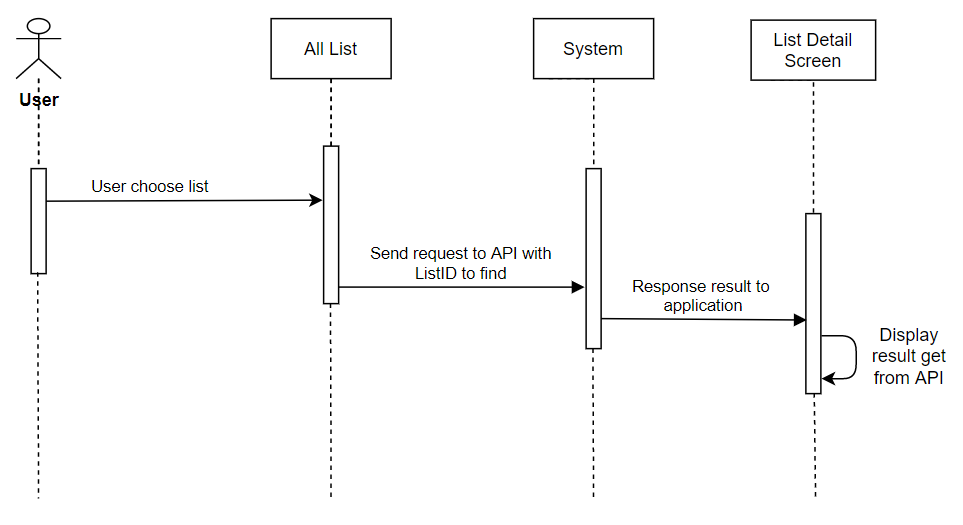 User
All List
System
List Detail
Screen
User choose list
Send request to API with
ListID to find
Response result to
application
Display
result get
from API